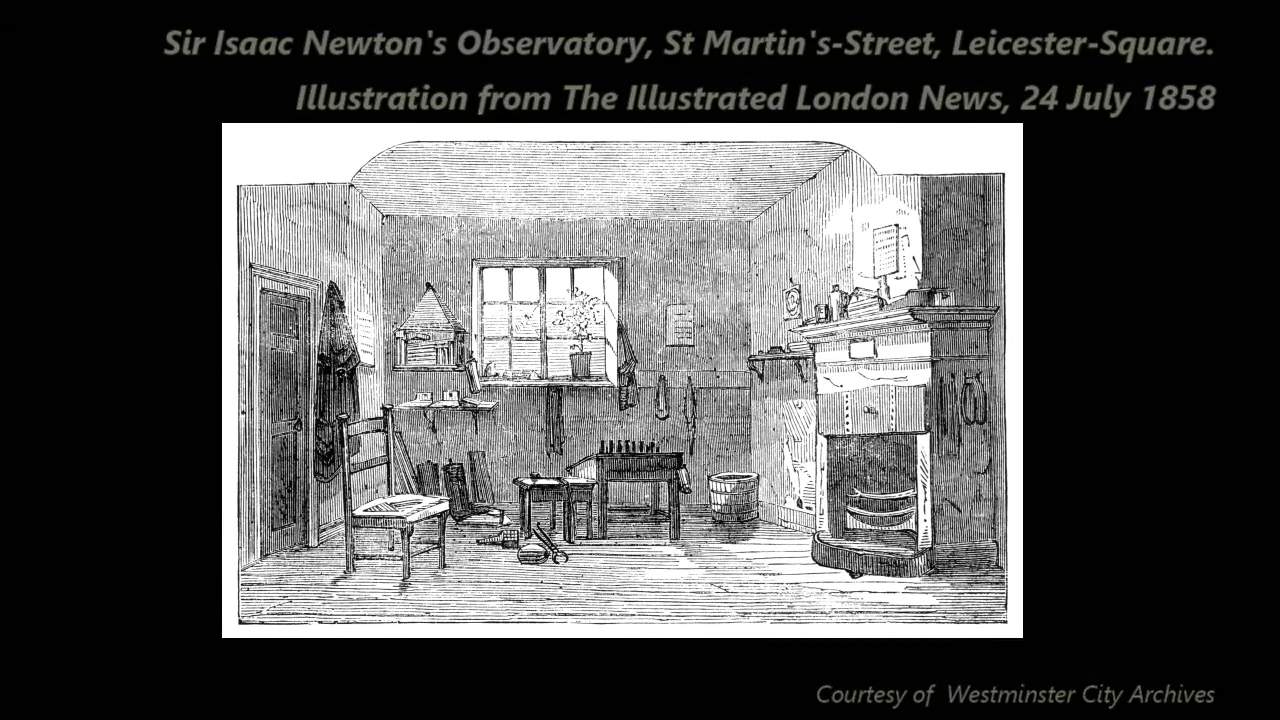 Sir Isaac Newton's Observatory, St Martin's-Street, Leicester-Square.
Illustration from The Illustrated London News, 24 July 1858
Courtesy of Westminster City Archives